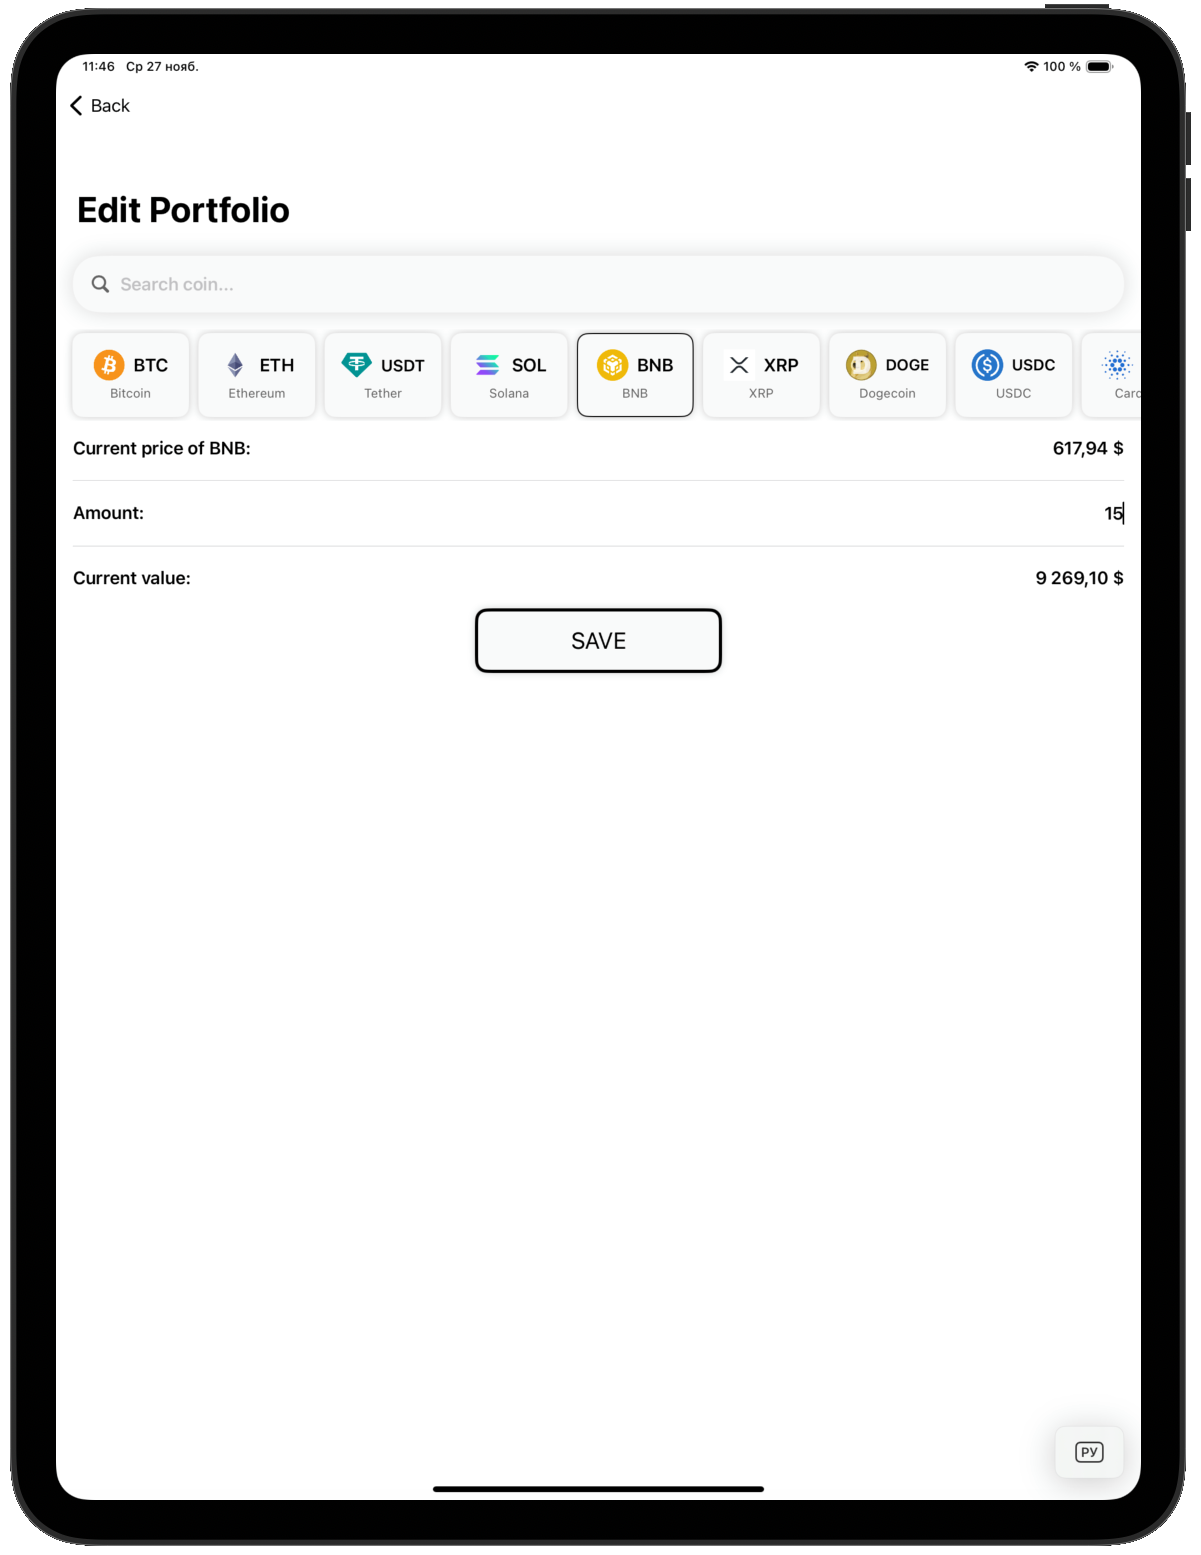 11:46 Ср 27 нояб. 100 %
Back
Edit Portfolio
Search coin...
BTC ETH USDT SOL BNB XRP DOGE USDC
Bitcoin Ethereum Tether Solana BNB XRP Dogecoin USDC Carc
Current price of BNB: 617,94 $
Amount: 15
Current value: 9 269,10 $
SAVE
РУ